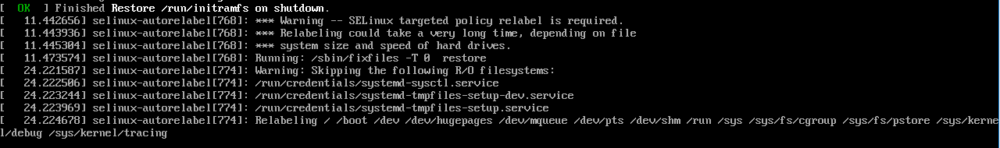 [  OK  ] Finished Restore /run/initramfs on shutdown.
[   11.442656] selinux-autorelabel[768]: *** Warning -- SELinux targeted policy relabel is required.
[   11.443936] selinux-autorelabel[768]: *** Relabeling could take a very long time, depending on file
[   11.445304] selinux-autorelabel[768]: *** system size and speed of hard drives.
[   11.473574] selinux-autorelabel[768]: Running: /sbin/fixfiles -T 0  restore
[   24.221587] selinux-autorelabel[774]: Warning: Skipping the following R/O filesystems:
[   24.222506] selinux-autorelabel[774]: /run/credentials/systemd-sysctl.service
[   24.223244] selinux-autorelabel[774]: /run/credentials/systemd-tmpfiles-setup-dev.service
[   24.223969] selinux-autorelabel[774]: /run/credentials/systemd-tmpfiles-setup.service
[   24.224678] selinux-autorelabel[774]: Relabeling / /boot /dev /dev/hugepages /dev/mqueue /dev/pts /dev/shm /run /sys /sys/fs/cgroup /sys/fs/pstore /sys/kerne
l/debug /sys/kernel/tracing